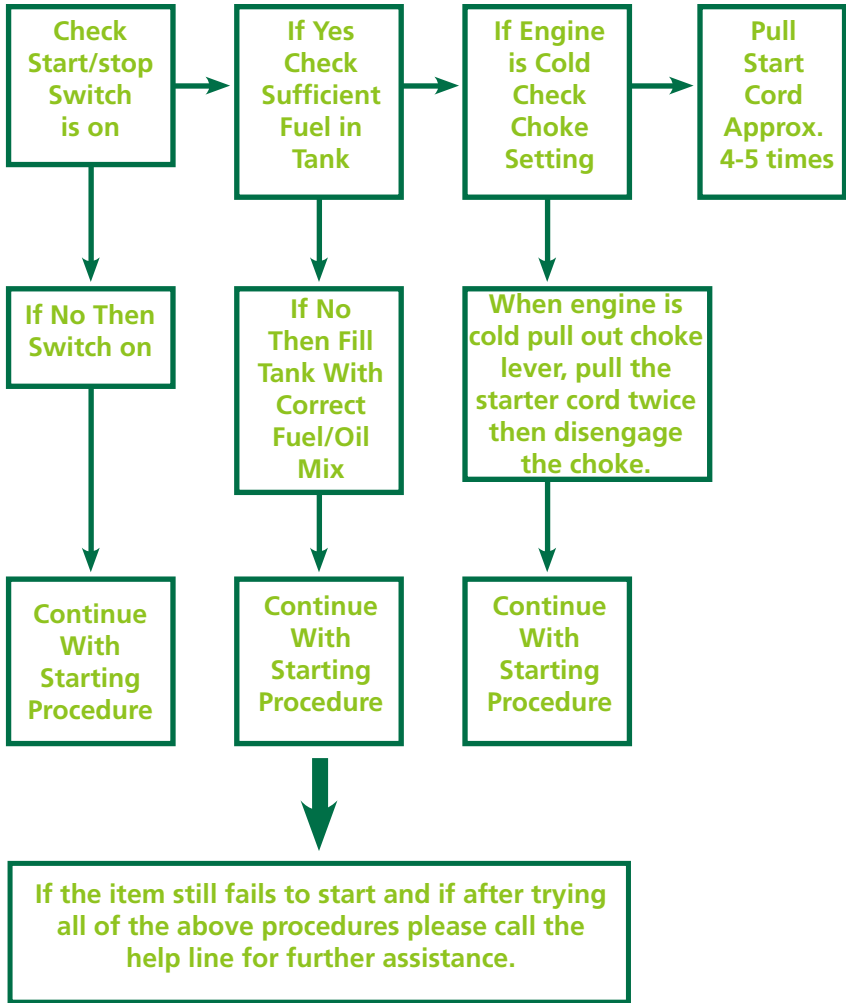 Check
Start/stop
Switch
is on
If Yes
Check
Sufficient
Fuel in
Tank
If Engine
is Cold
Check
Choke
Setting
Pull
Start
Cord
Approx.
4-5 times
If No Then
Switch on
If No
Then Fill
Tank With
Correct
Fuel/Oil
Mix
When engine is
cold pull out choke
lever, pull the
starter cord twice
then disengage
the choke.
Continue
With
Starting
Procedure
Continue
With
Starting
Procedure
Continue
With
Starting
Procedure
If the item still fails to start and if after trying
all of the above procedures please call the
help line for further assistance.